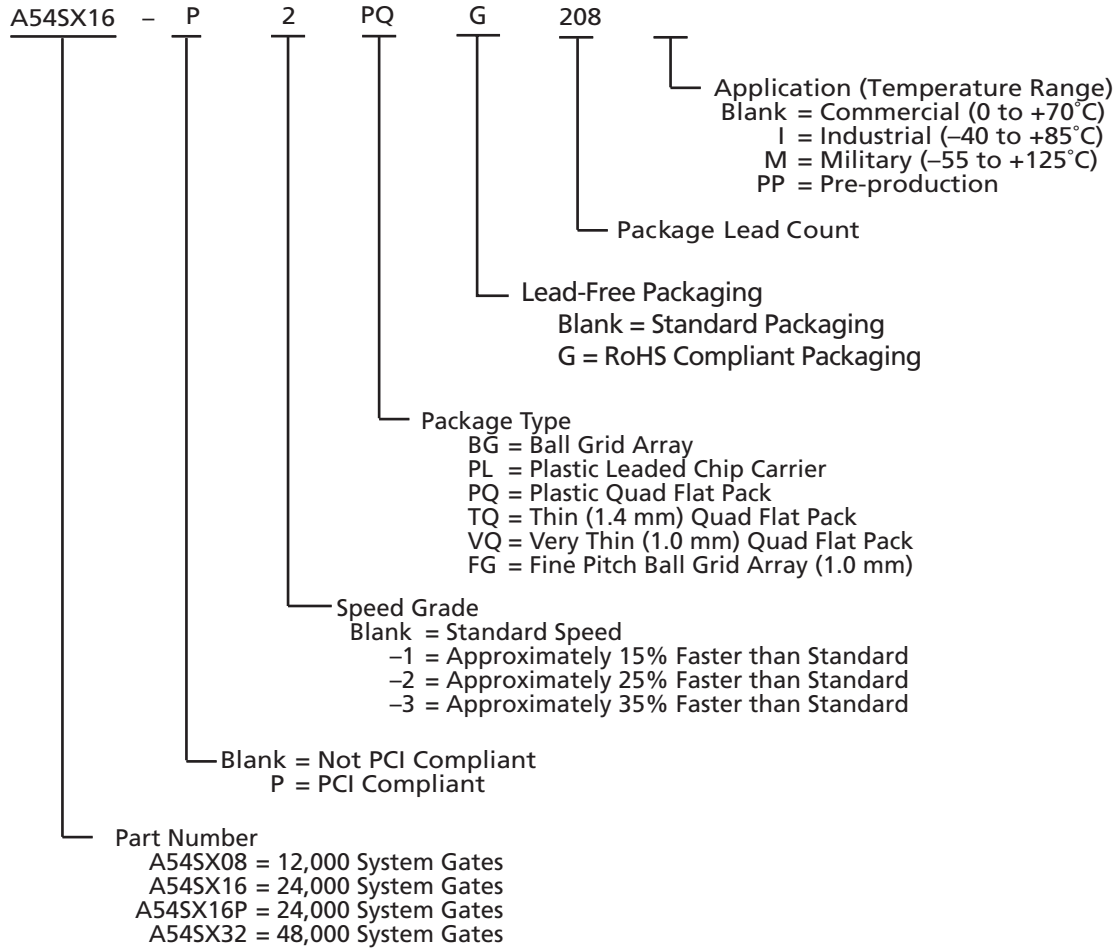 A54SX16 – P 2 PQ G 208
Application (Temperature Range)
Blank = Commercial (0 to +70˚C)
I = Industrial (–40 to +85˚C)
M = Military (–55 to +125˚C)
PP = Pre-production
Package Lead Count
Lead-Free Packaging
Blank = Standard Packaging
G = RoHS Compliant Packaging
Package Type
BG = Ball Grid Array
PL = Plastic Leaded Chip Carrier
PQ = Plastic Quad Flat Pack
TQ = Thin (1.4 mm) Quad Flat Pack
VQ = Very Thin (1.0 mm) Quad Flat Pack
FG = Fine Pitch Ball Grid Array (1.0 mm)
Speed Grade
Blank = Standard Speed
–1 = Approximately 15% Faster than Standard
–2 = Approximately 25% Faster than Standard
–3 = Approximately 35% Faster than Standard
Blank = Not PCI Compliant
P = PCI Compliant
Part Number
A54SX08 = 12,000 System Gates
A54SX16 = 24,000 System Gates
A54SX16P = 24,000 System Gates
A54SX32 = 48,000 System Gates